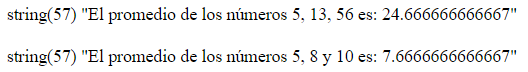 string(57) "El promedio de los números 5, 13, 56 es: 24.666666666667"
string(57) "El promedio de los números 5, 8 y 10 es: 7.6666666666667"